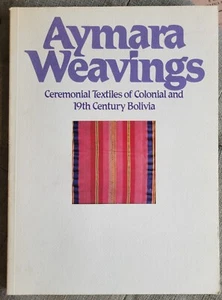 Aymara
Weavings
Ceremonial Textiles of Colonial and
19th Century Bolivia